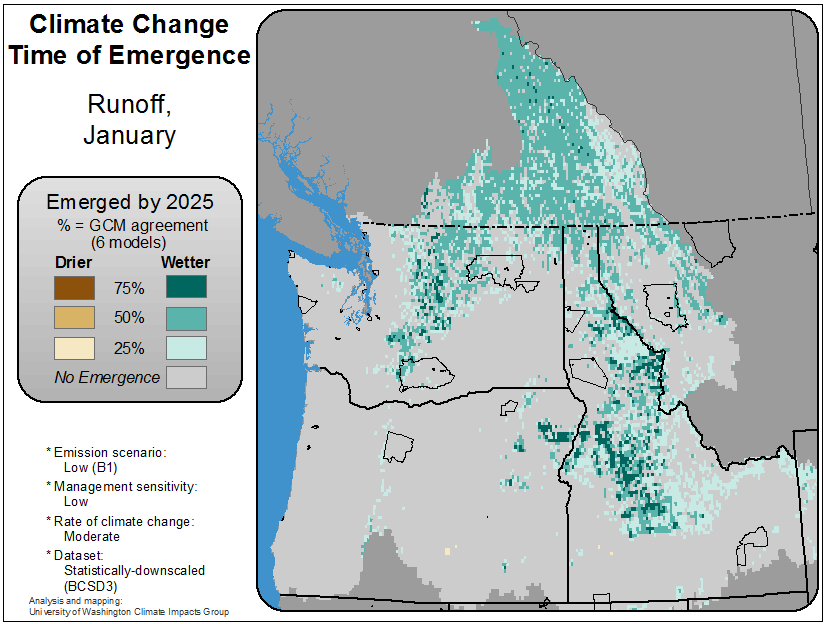 Climate Change
Time of Emergence
Runoff,
January
Emerged by 2025
% = GCM agreement
(6 models)
Drier Wetter
75%
50%
25%
No Emergence
* Emission scenario:
Low (B1)
* Management sensitivity:
Low
* Rate of climate change:
Moderate
* Dataset:
Statistically-downscaled
(BCSD3)
Analysis and mapping:
University of Washington Climate Impacts Group